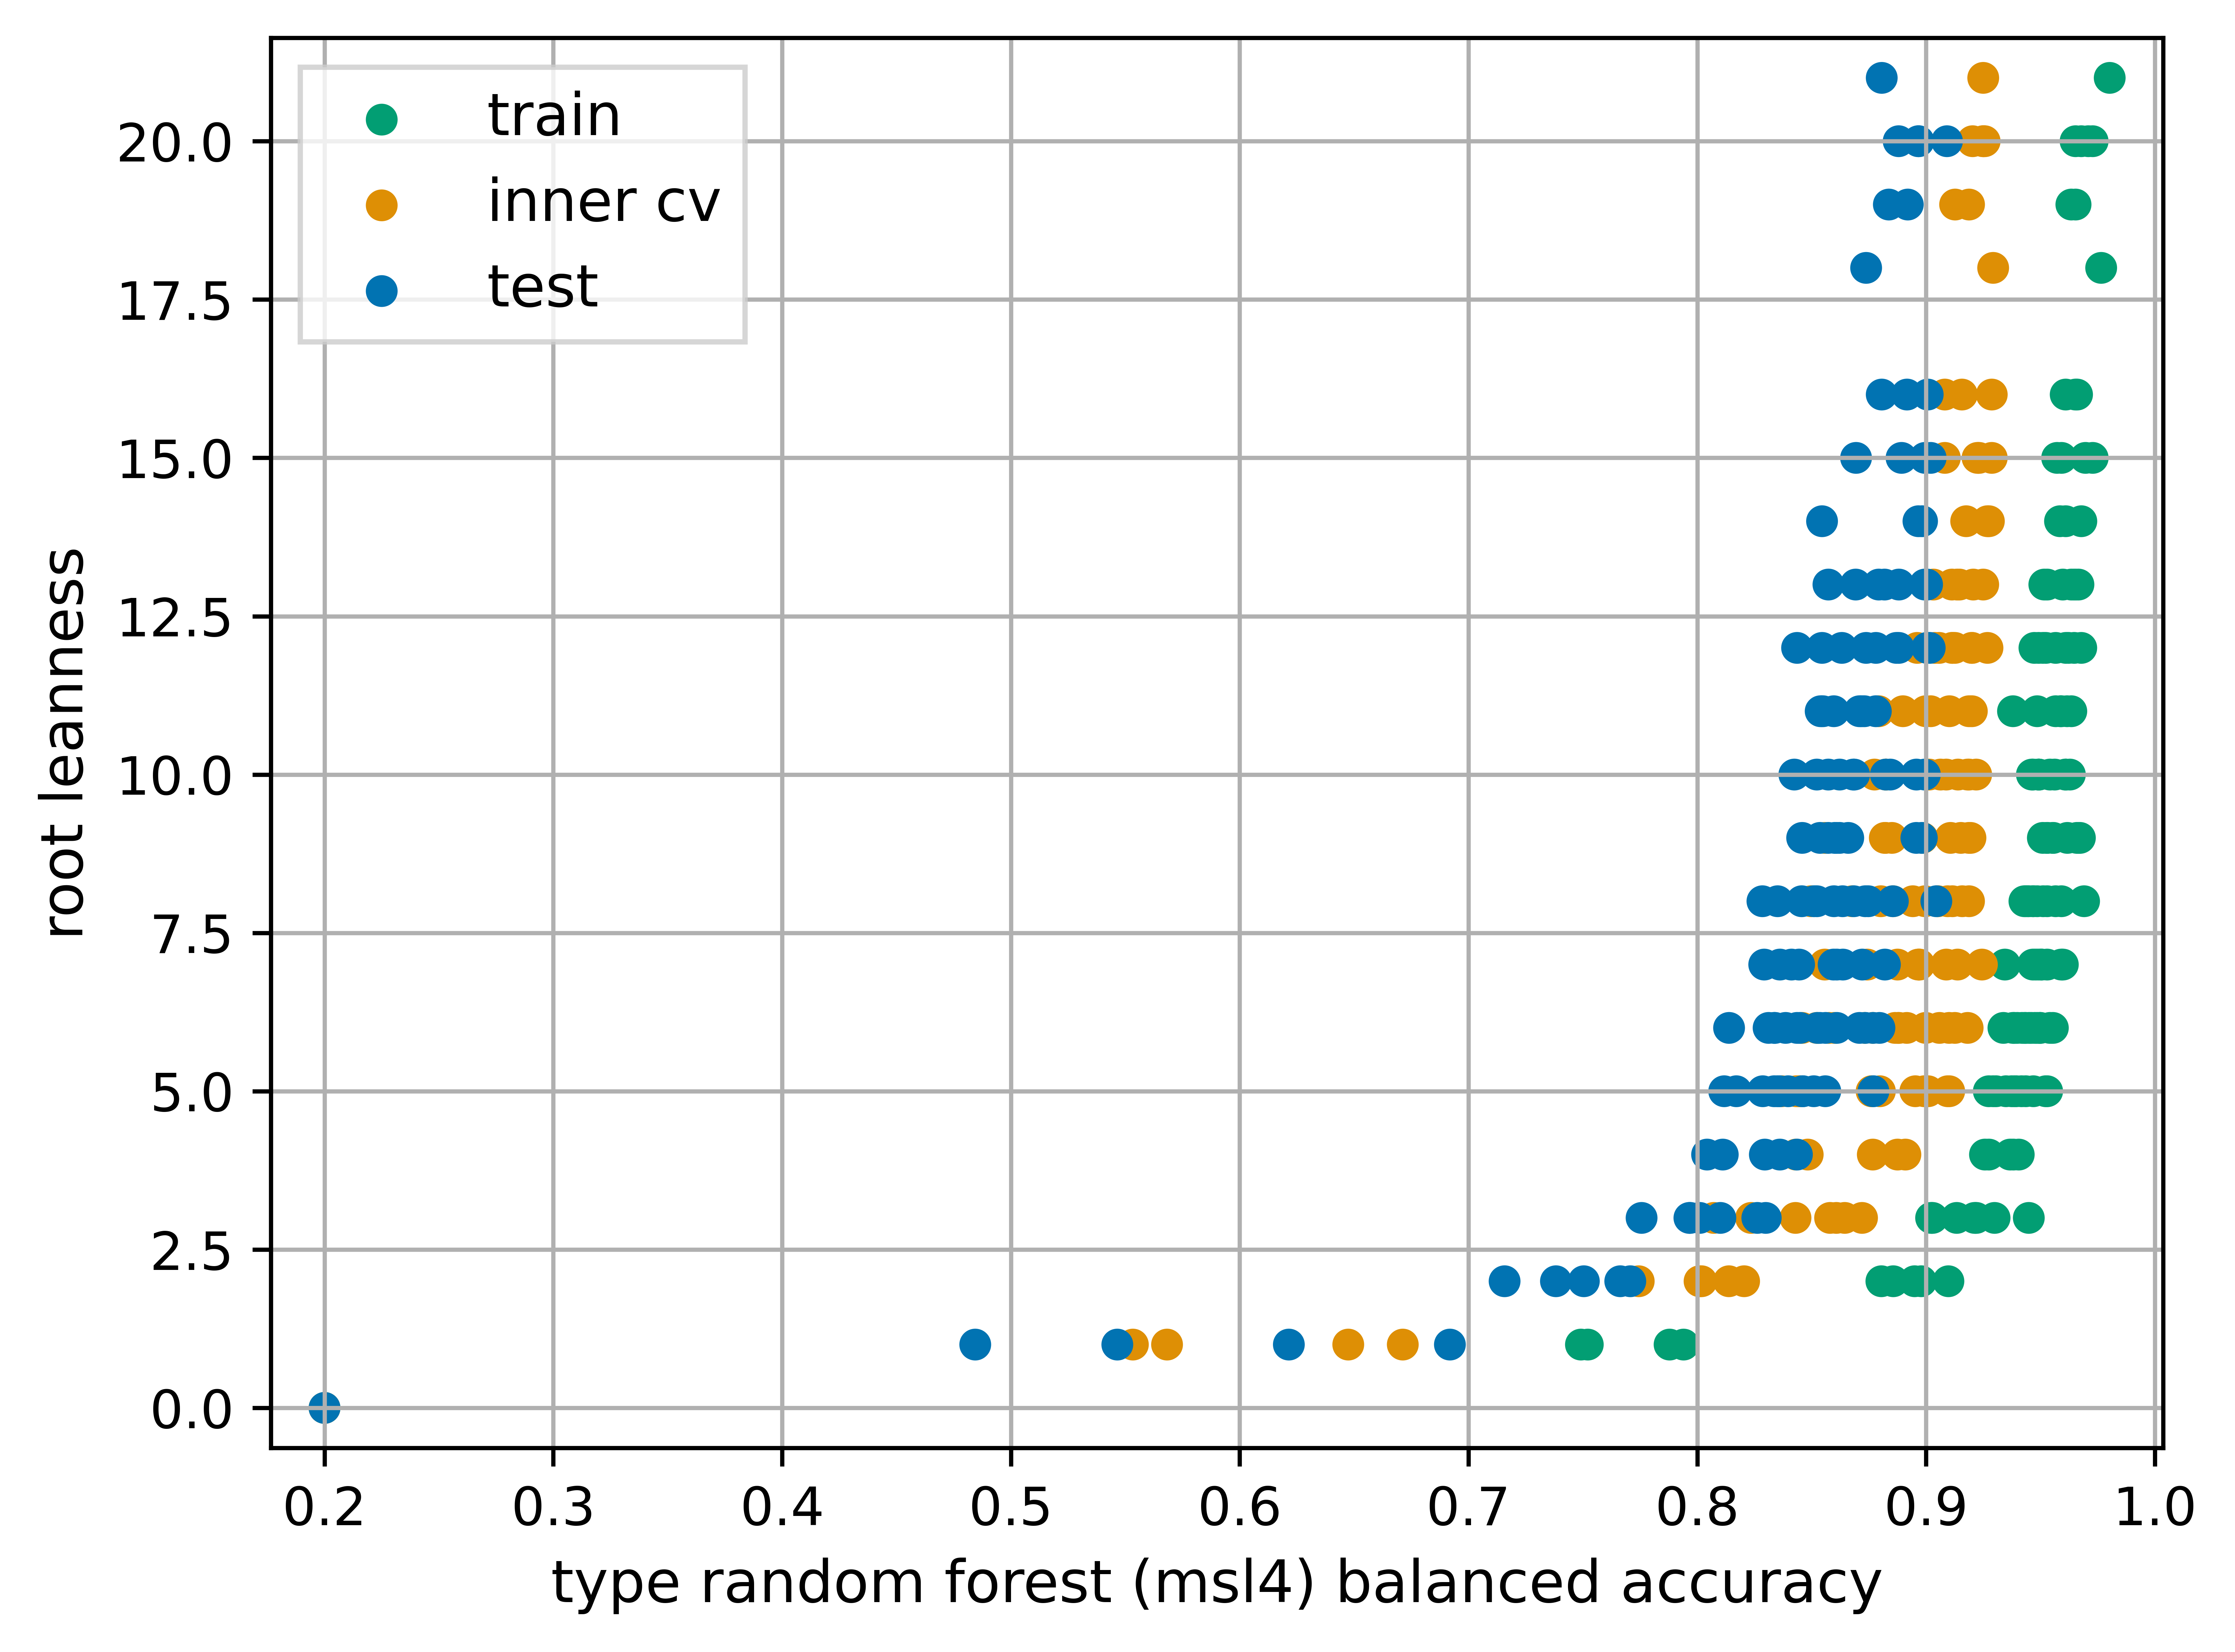 train
inner cv
test
20.0
17.5
15.0
12.5
10.0
7.5
5.0
2.5
0.0
root leanness
0.2 0.3 0.4 0.5 0.6 0.7 0.8 0.9 1.0
type random forest (msl4) balanced accuracy